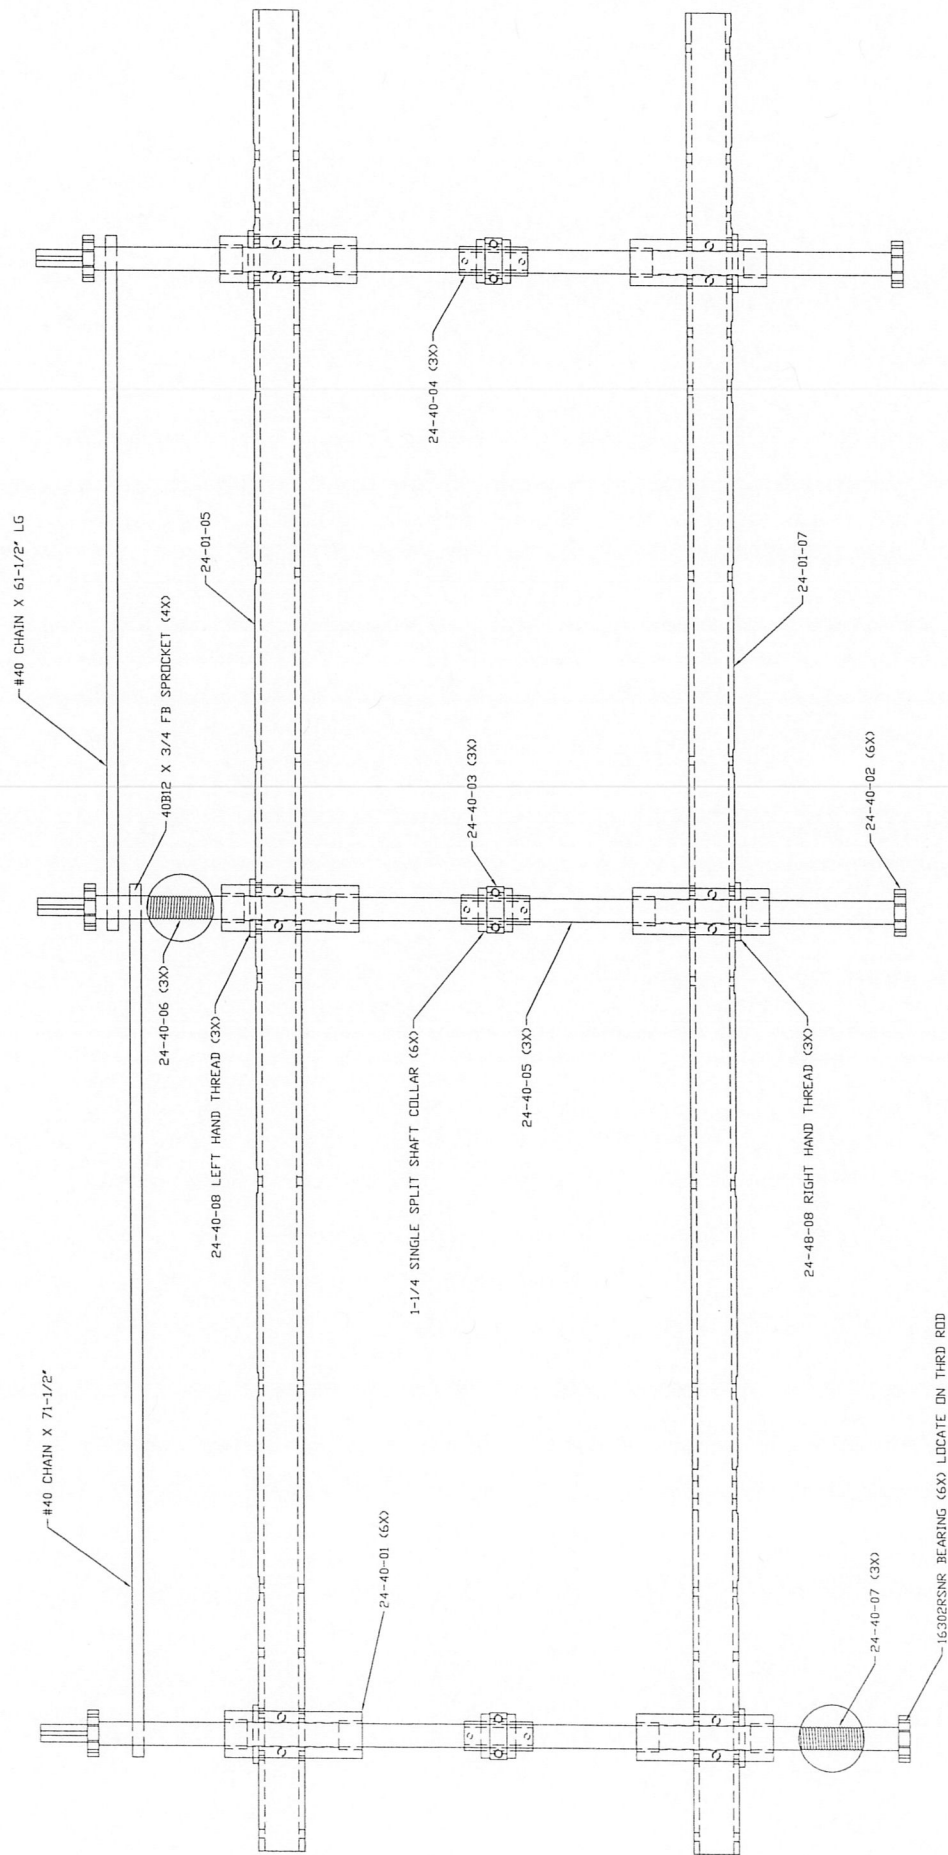 #40 CHAIN X 71-1/2"
#40 CHAIN X 61-1/2" LG
40B12 X 3/4 FB SPROCKET (4X)
24-40-06 (3X)
24-40-08 LEFT HAND THREAD (3X)
24-01-05
24-40-01 (6X)
1-1/4 SINGLE SPLIT SHAFT COLLAR (6X)
24-40-03 (3X)
24-40-04 (3X)
24-40-05 (3X)
24-48-08 RIGHT HAND THREAD (3X)
24-01-07
24-40-07 (3X)
24-40-02 (6X)
16302RSNR BEARING (6X) LOCATE ON THRD ROD